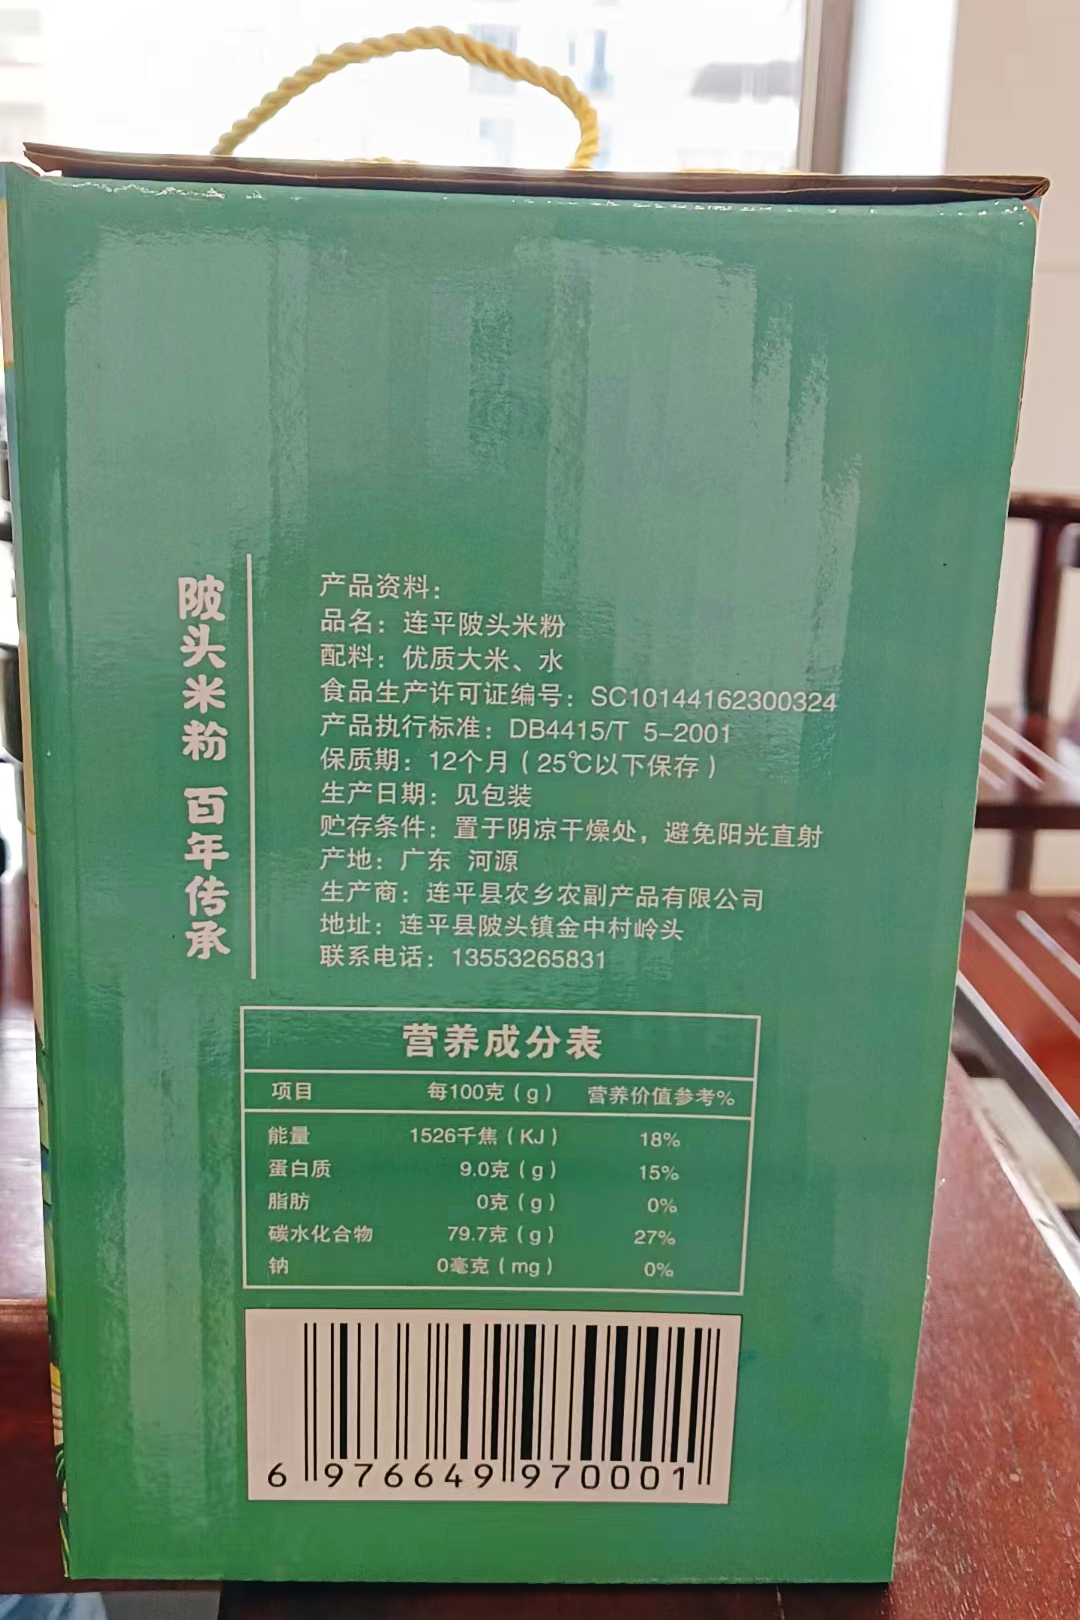 陂头米粉 百年传承
产品资料：
品名：连平陂头米粉
配料：优质大米、水
食品生产许可证编号：SC10144162300324
产品执行标准：DB4415/T 5-2001
保质期：12个月（25℃以下保存）
生产日期：见包装
贮存条件：置于阴凉干燥处，避免阳光直射
产地：广东 河源
生产商：连平县农乡农副产品有限公司
地址：连平县陂头镇金中村岭头
联系电话：13553265831
营养成分表
项目 每100克（g） 营养价值参考%
能量 1526千焦（KJ） 18%
蛋白质 9.0克（g） 15%
脂肪 0克（g） 0%
碳水化合物 79.7克（g） 27%
钠 0毫克（mg） 0%
6 976649 970001